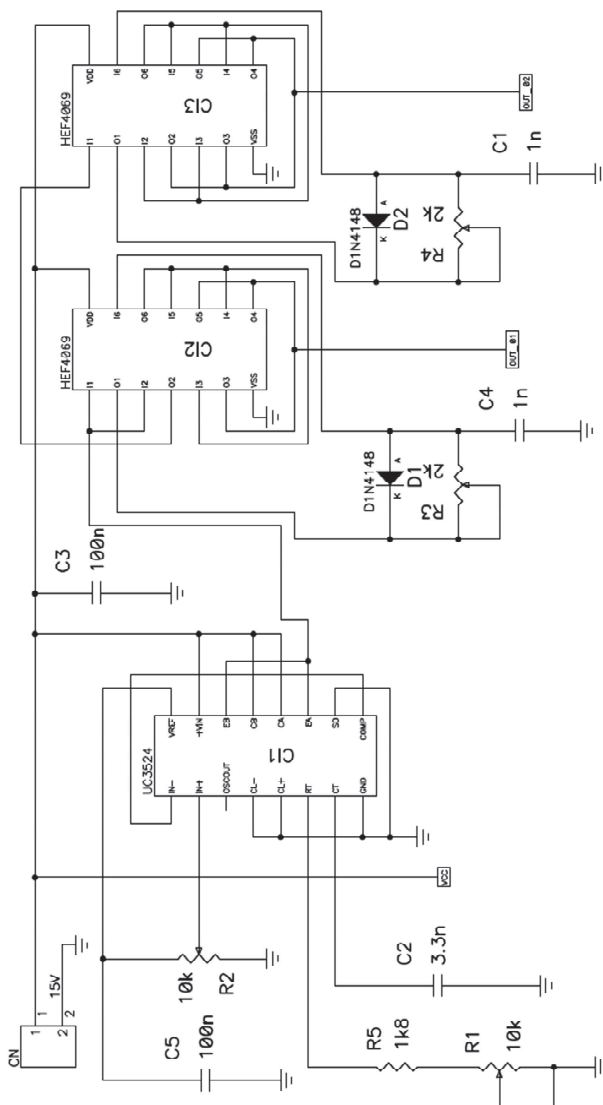 CN
1
1
15V
2
2
C5
100n
10k
R2
R5
1k8
R1
10k
C2
3.3n
VCC
UC3524
CI1
IN-
IN+
OSCOUT
CL-
CL+
RT
CT
GND
VREF
+VIN
EB
CB
CA
EA
SD
COMP
C3
100n
HEF4069
CI2
I1
O1
I2
O2
I3
O3
VSS
VDD
I6
O6
I5
O5
I4
O4
D1N4148
K
A
D1
2k
R3
C4
1n
OUT_01
HEF4069
CI3
I1
O1
I2
O2
I3
O3
VSS
VDD
I6
O6
I5
O5
I4
O4
D1N4148
K
A
D2
2k
R4
C1
1n
OUT_02